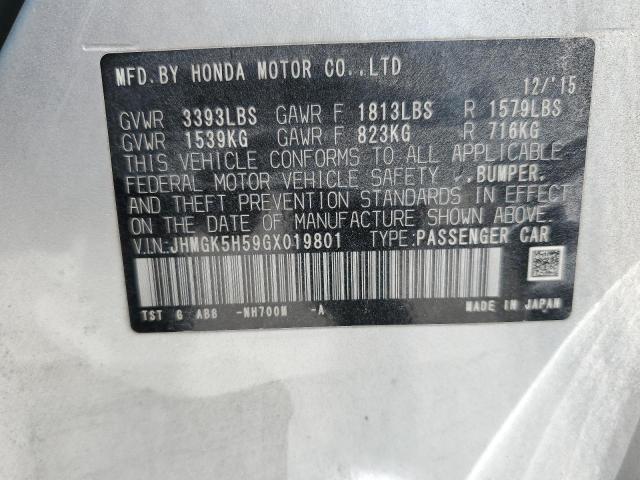 MFD.BY HONDA MOTOR CO.,LTD
12/'15
GVWR 3393LBS GAWR F 1813LBS R 1579LBS
GVWR 1539KG GAWR F 823KG R 716KG
THIS VEHICLE CONFORMS TO ALL APPLICABLE
FEDERAL MOTOR VEHICLE SAFETY ,.BUMPER.
AND THEFT PREVENTION STANDARDS IN EFFECT
ON THE DATE OF MANUFACTURE SHOWN ABOVE.
V.I.N:JHMGK5H59GX019801 TYPE:PASSENGER CAR
TST G ABB -NH700M -A MADE IN JAPAN